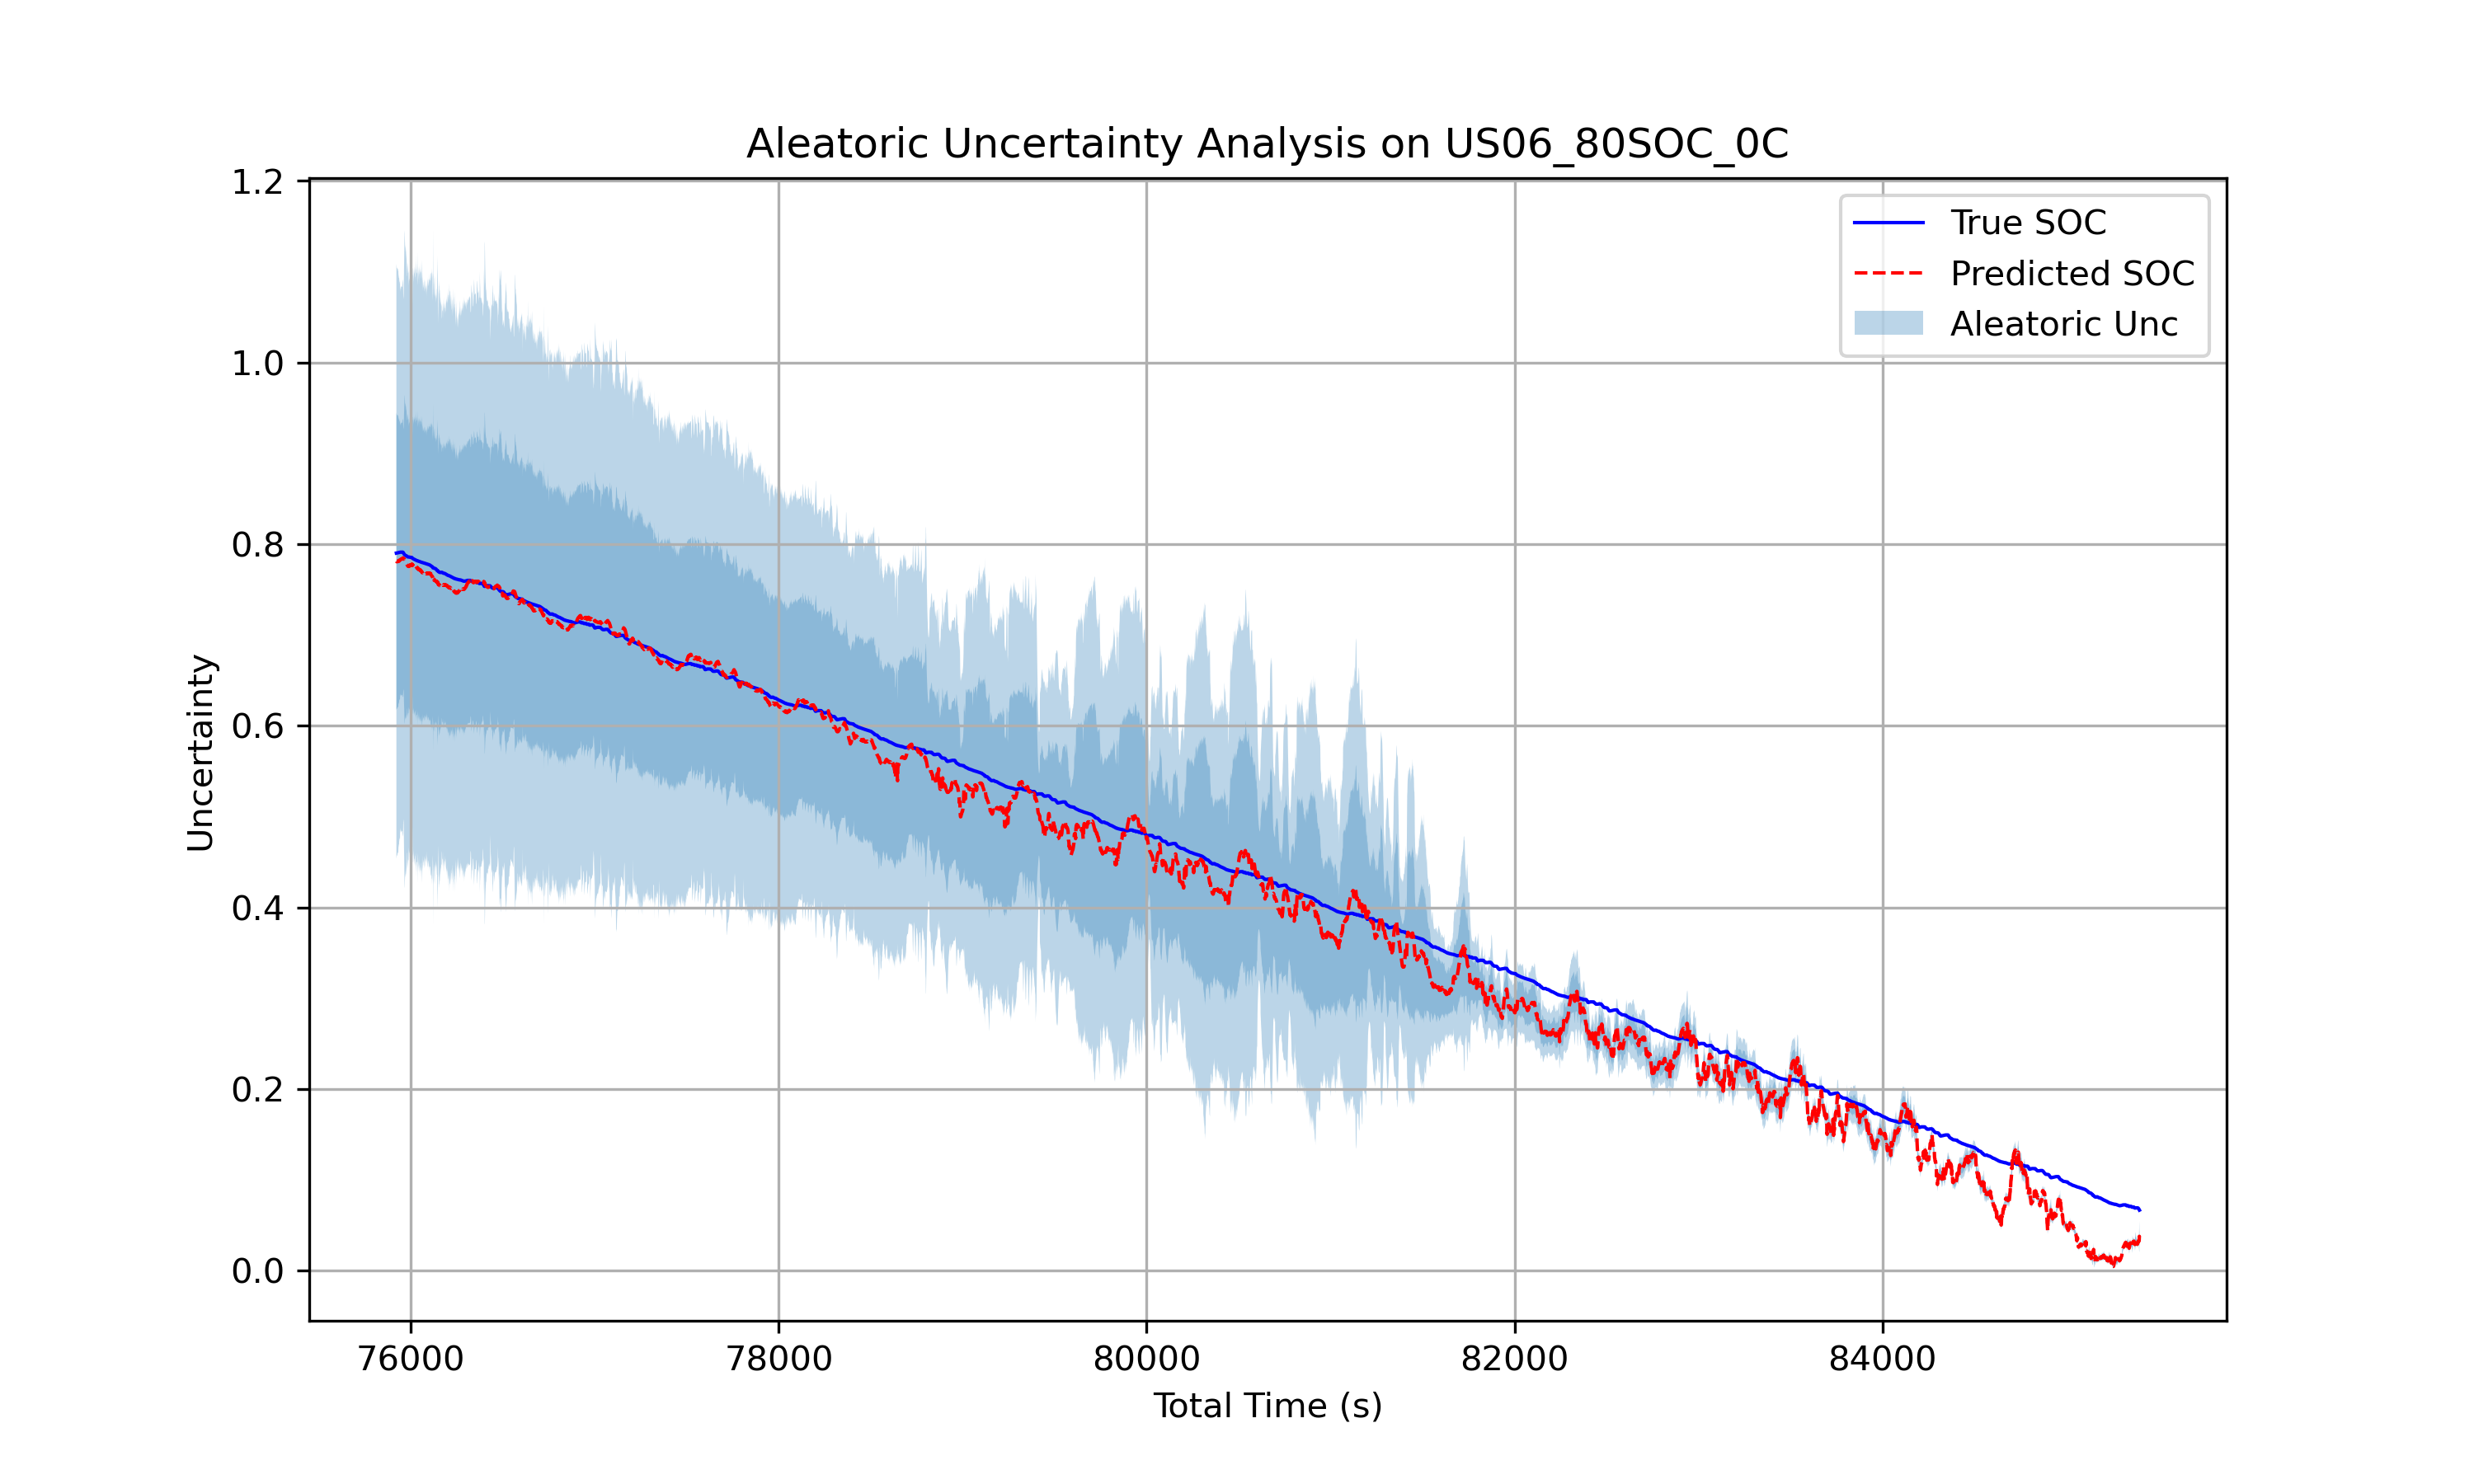 Aleatoric Uncertainty Analysis on US06_80SOC_0C
1.2
1.0
0.8
0.6
0.4
0.2
0.0
Uncertainty
True SOC
Predicted SOC
Aleatoric Unc
76000 78000 80000 82000 84000
Total Time (s)